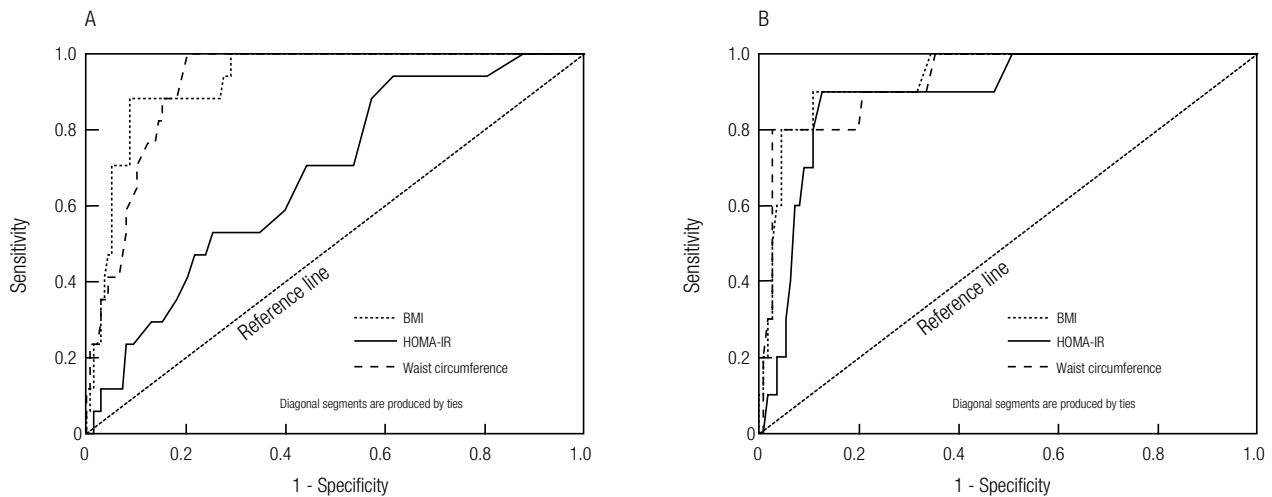 A
1.0
0.8
0.6
0.4
0.2
0
Sensitivity
Reference line
BMI
HOMA-IR
Waist circumference
Diagonal segments are produced by ties
0 0.2 0.4 0.6 0.8 1.0
1 - Specificity
B
1.0
0.8
0.6
0.4
0.2
0
Sensitivity
Reference line
BMI
HOMA-IR
Waist circumference
Diagonal segments are produced by ties
0 0.2 0.4 0.6 0.8 1.0
1 - Specificity